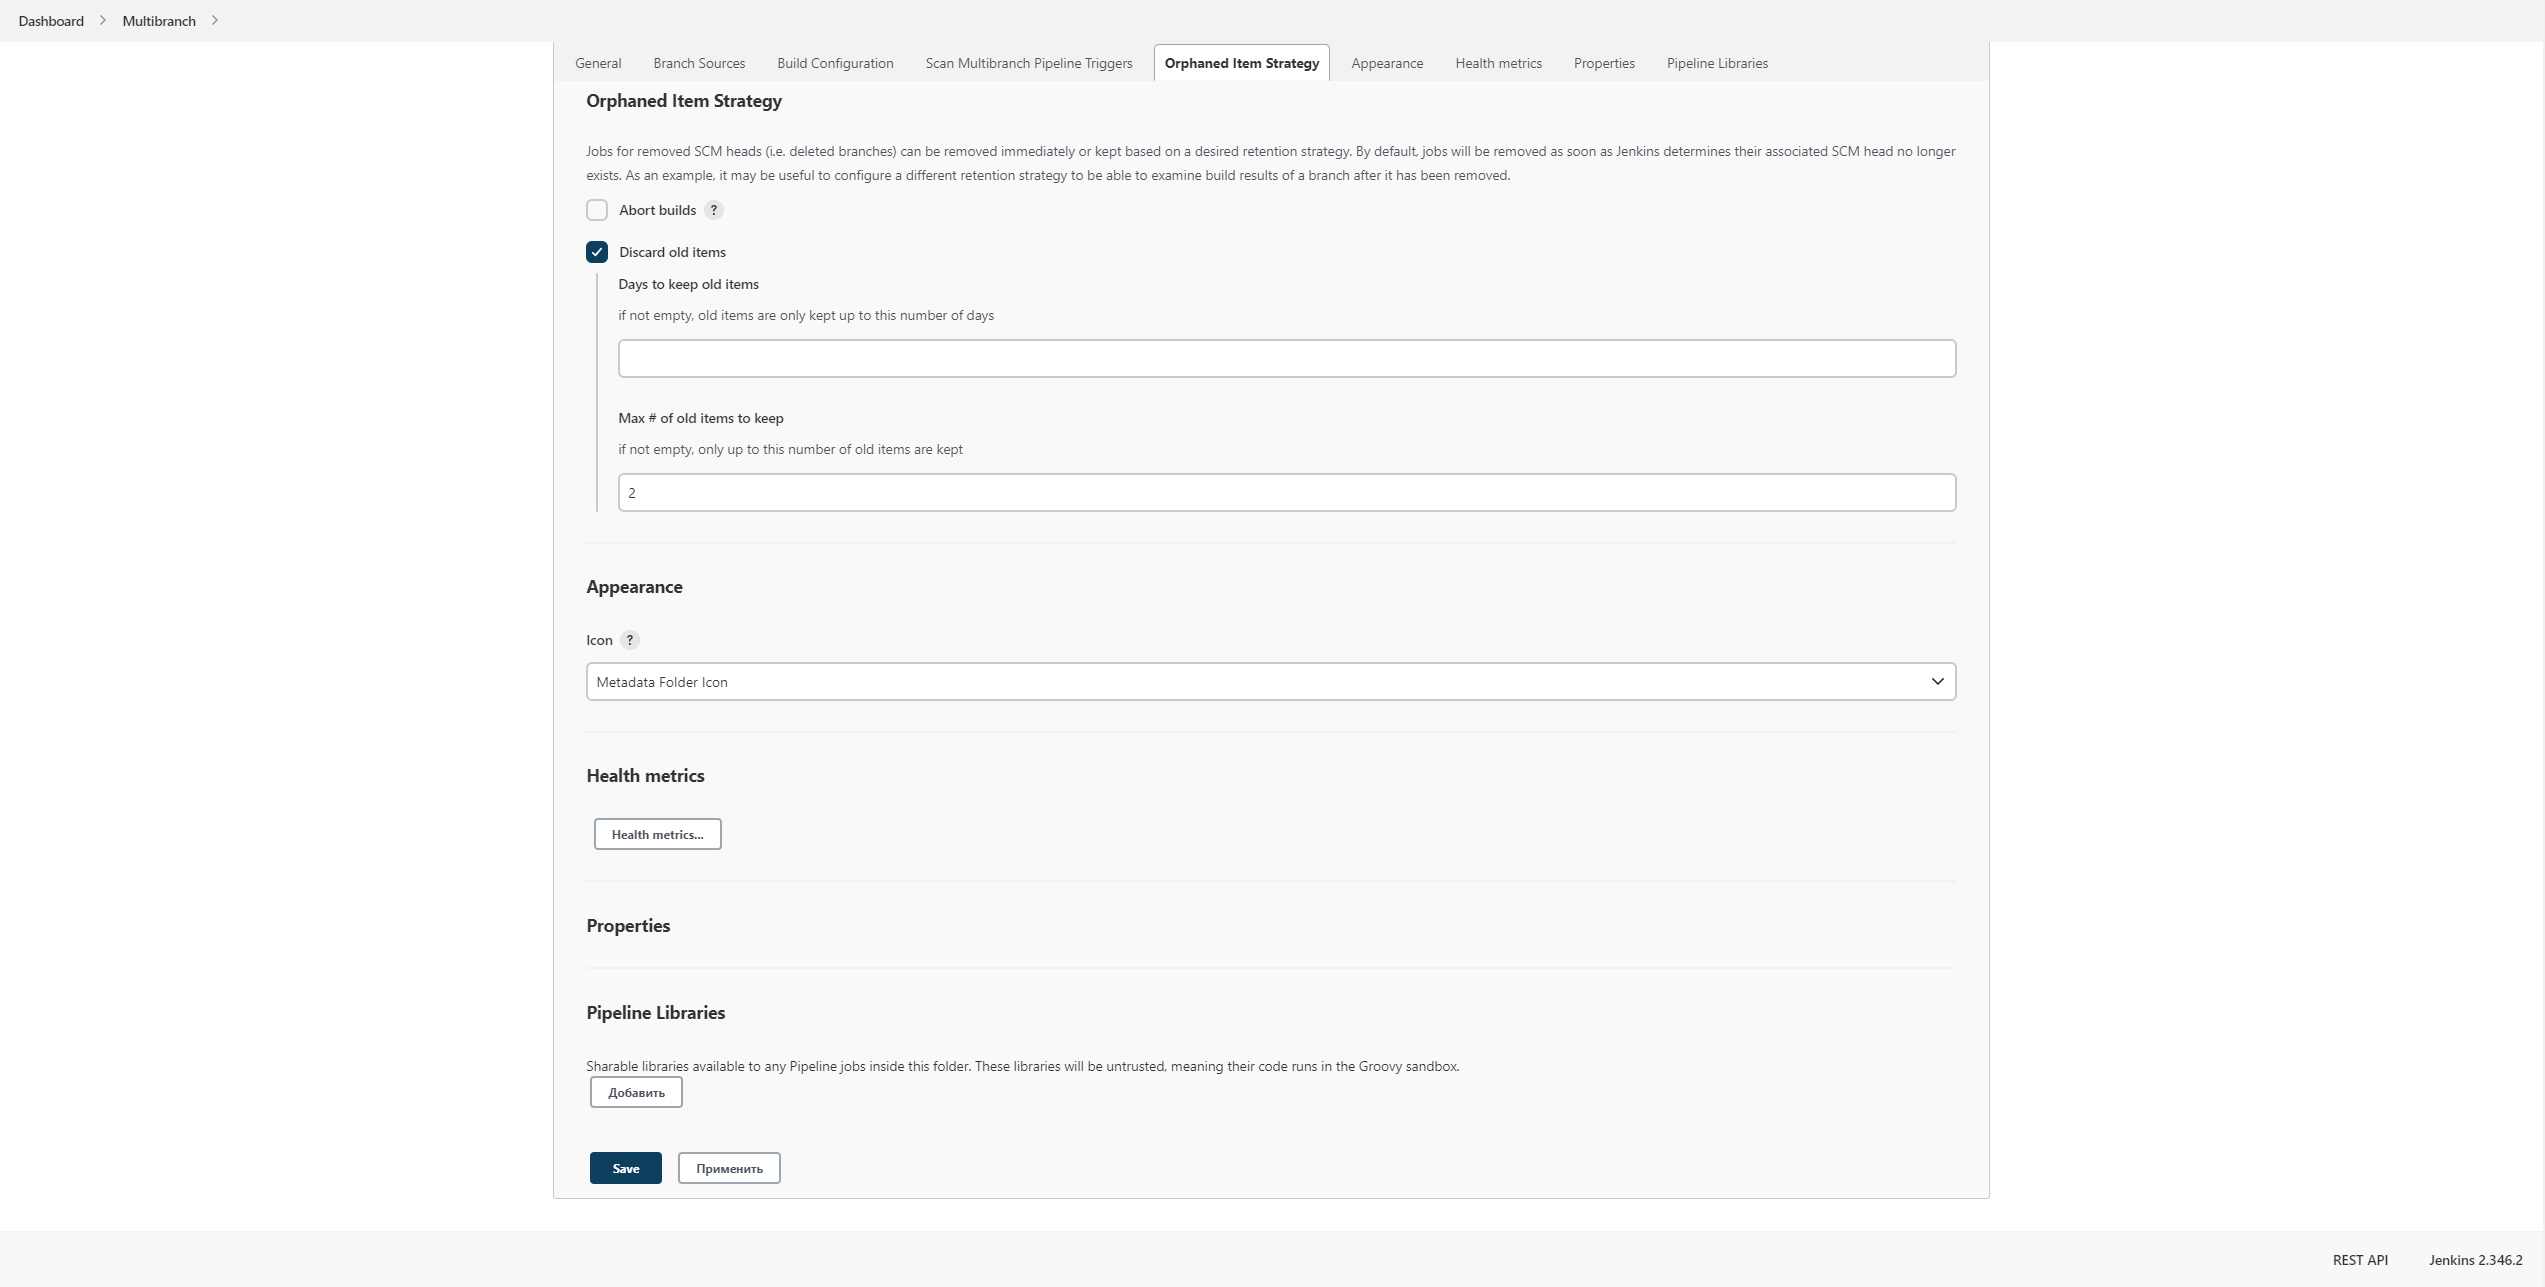 Dashboard
Multibranch
General
Branch Sources
Build Configuration
Scan Multibranch Pipeline Triggers
Orphaned Item Strategy
Appearance
Health metrics
Properties
Pipeline Libraries
Orphaned Item Strategy
Jobs for removed SCM heads (i.e. deleted branches) can be removed immediately or kept based on a desired retention strategy. By default, jobs will be removed as soon as Jenkins determines their associated SCM head no longer
exists. As an example, it may be useful to configure a different retention strategy to be able to examine build results of a branch after it has been removed.
Abort builds ?
Discard old items
Days to keep old items
if not empty, old items are only kept up to this number of days
Max # of old items to keep
if not empty, only up to this number of old items are kept
2
Appearance
Icon ?
Metadata Folder Icon
Health metrics
Health metrics...
Properties
Pipeline Libraries
Sharable libraries available to any Pipeline jobs inside this folder. These libraries will be untrusted, meaning their code runs in the Groovy sandbox.
Добавить
Save
Применить
REST API
Jenkins 2.346.2